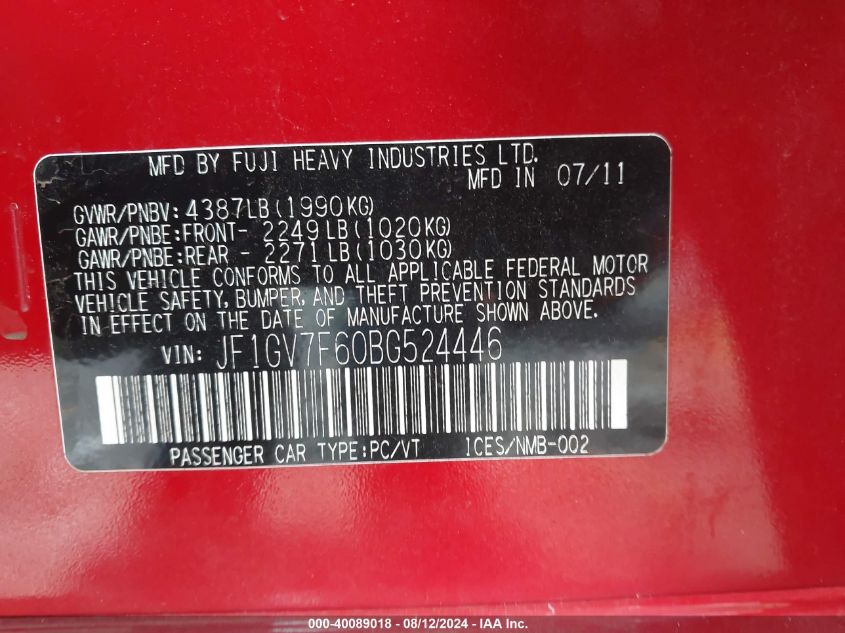 MFD BY FUJI HEAVY INDUSTRIES LTD.
MFD IN 07/11
GVWR/PNBV: 4387LB(1990KG)
GAWR/PNBE:FRONT- 2249LB(1020KG)
GAWR/PNBE:REAR - 2271LB(1030KG)
THIS VEHICLE CONFORMS TO ALL APPLICABLE FEDERAL MOTOR
VEHICLE SAFETY, BUMPER, AND THEFT PREVENTION STANDARDS
IN EFFECT ON THE DATE OF MANUFACTURE SHOWN ABOVE.
VIN: JF1GV7F60BG524446
PASSENGER CAR TYPE:PC/VT ICES/NMB-002
000-40089018 - 08/12/2024 - IAA Inc.